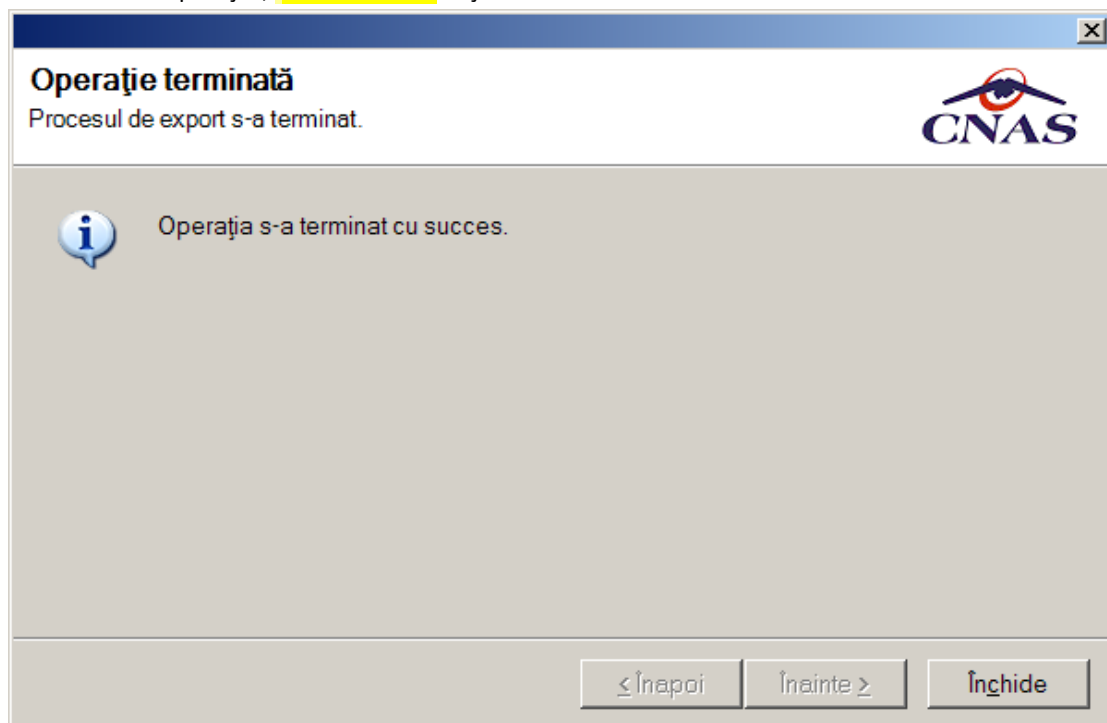 Operaţie terminată
Procesul de export s-a terminat.
CNAS
Operaţia s-a terminat cu succes.
< Înapoi
Înainte >
Închide